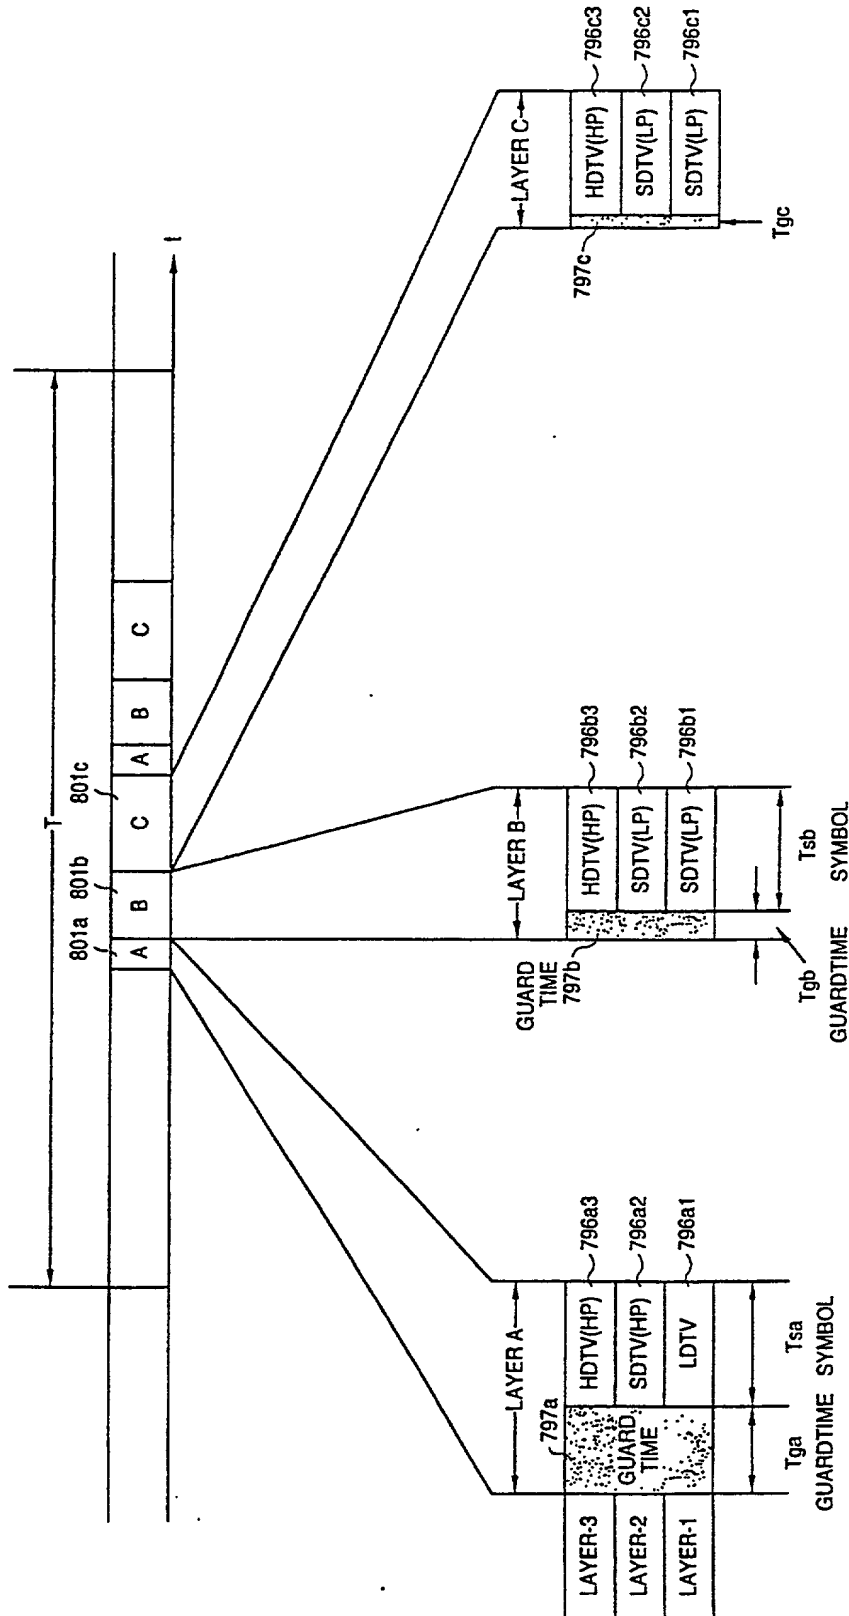 T
801a
801b
801c
A
B
C
A
B
C
t
LAYER A
797a
HDTV(HP)
796a3
SDTV(HP)
796a2
LDTV
796a1
GUARD
TIME
LAYER-3
LAYER-2
LAYER-1
Tga
GUARDTIME
Tsa
SYMBOL
LAYER B
GUARD
TIME
797b
HDTV(HP)
796b3
SDTV(LP)
796b2
SDTV(LP)
796b1
Tgb
GUARDTIME
Tsb
SYMBOL
LAYER C
797c
HDTV(HP)
796c3
SDTV(LP)
796c2
SDTV(LP)
796c1
Tgc